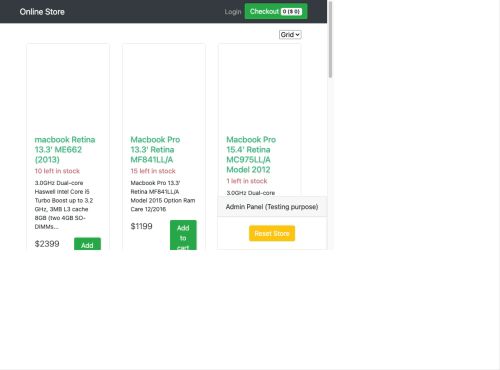 Online Store
Login
Checkout 0 ($ 0)
Grid
macbook Retina
13.3' ME662
(2013)
10 left in stock
3.0GHz Dual-core
Haswell Intel Core i5
Turbo Boost up to 3.2
GHz, 3MB L3 cache
8GB (two 4GB SO-
DIMMs...
$2399
Add
Macbook Pro
13.3' Retina
MF841LL/A
15 left in stock
Macbook Pro 13.3'
Retina MF841LL/A
Model 2015 Option Ram
Care 12/2016
$1199
Add
to
cart
Macbook Pro
15.4' Retina
MC975LL/A
Model 2012
1 left in stock
3.0GHz Dual-core
Admin Panel (Testing purpose)
Reset Store